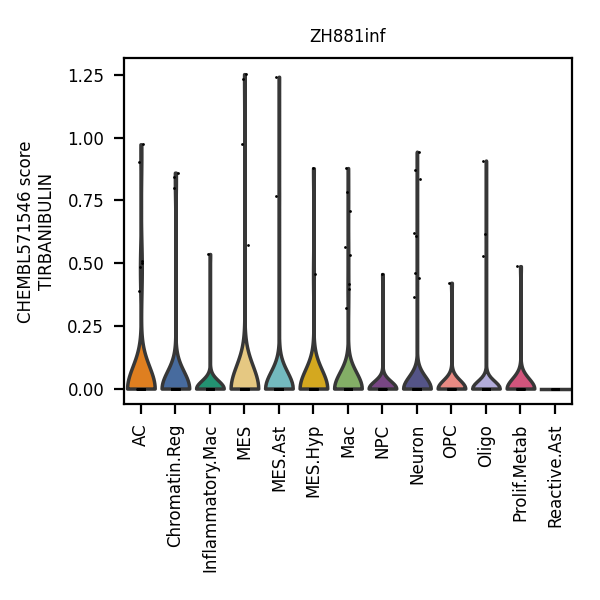 ZH881inf
CHEMBL571546 score
TIRBANIBULIN
1.25
1.00
0.75
0.50
0.25
0.00
AC
Chromatin.Reg
Inflammatory.Mac
MES
MES.Ast
MES.Hyp
Mac
NPC
Neuron
OPC
Oligo
Prolif.Metab
Reactive.Ast